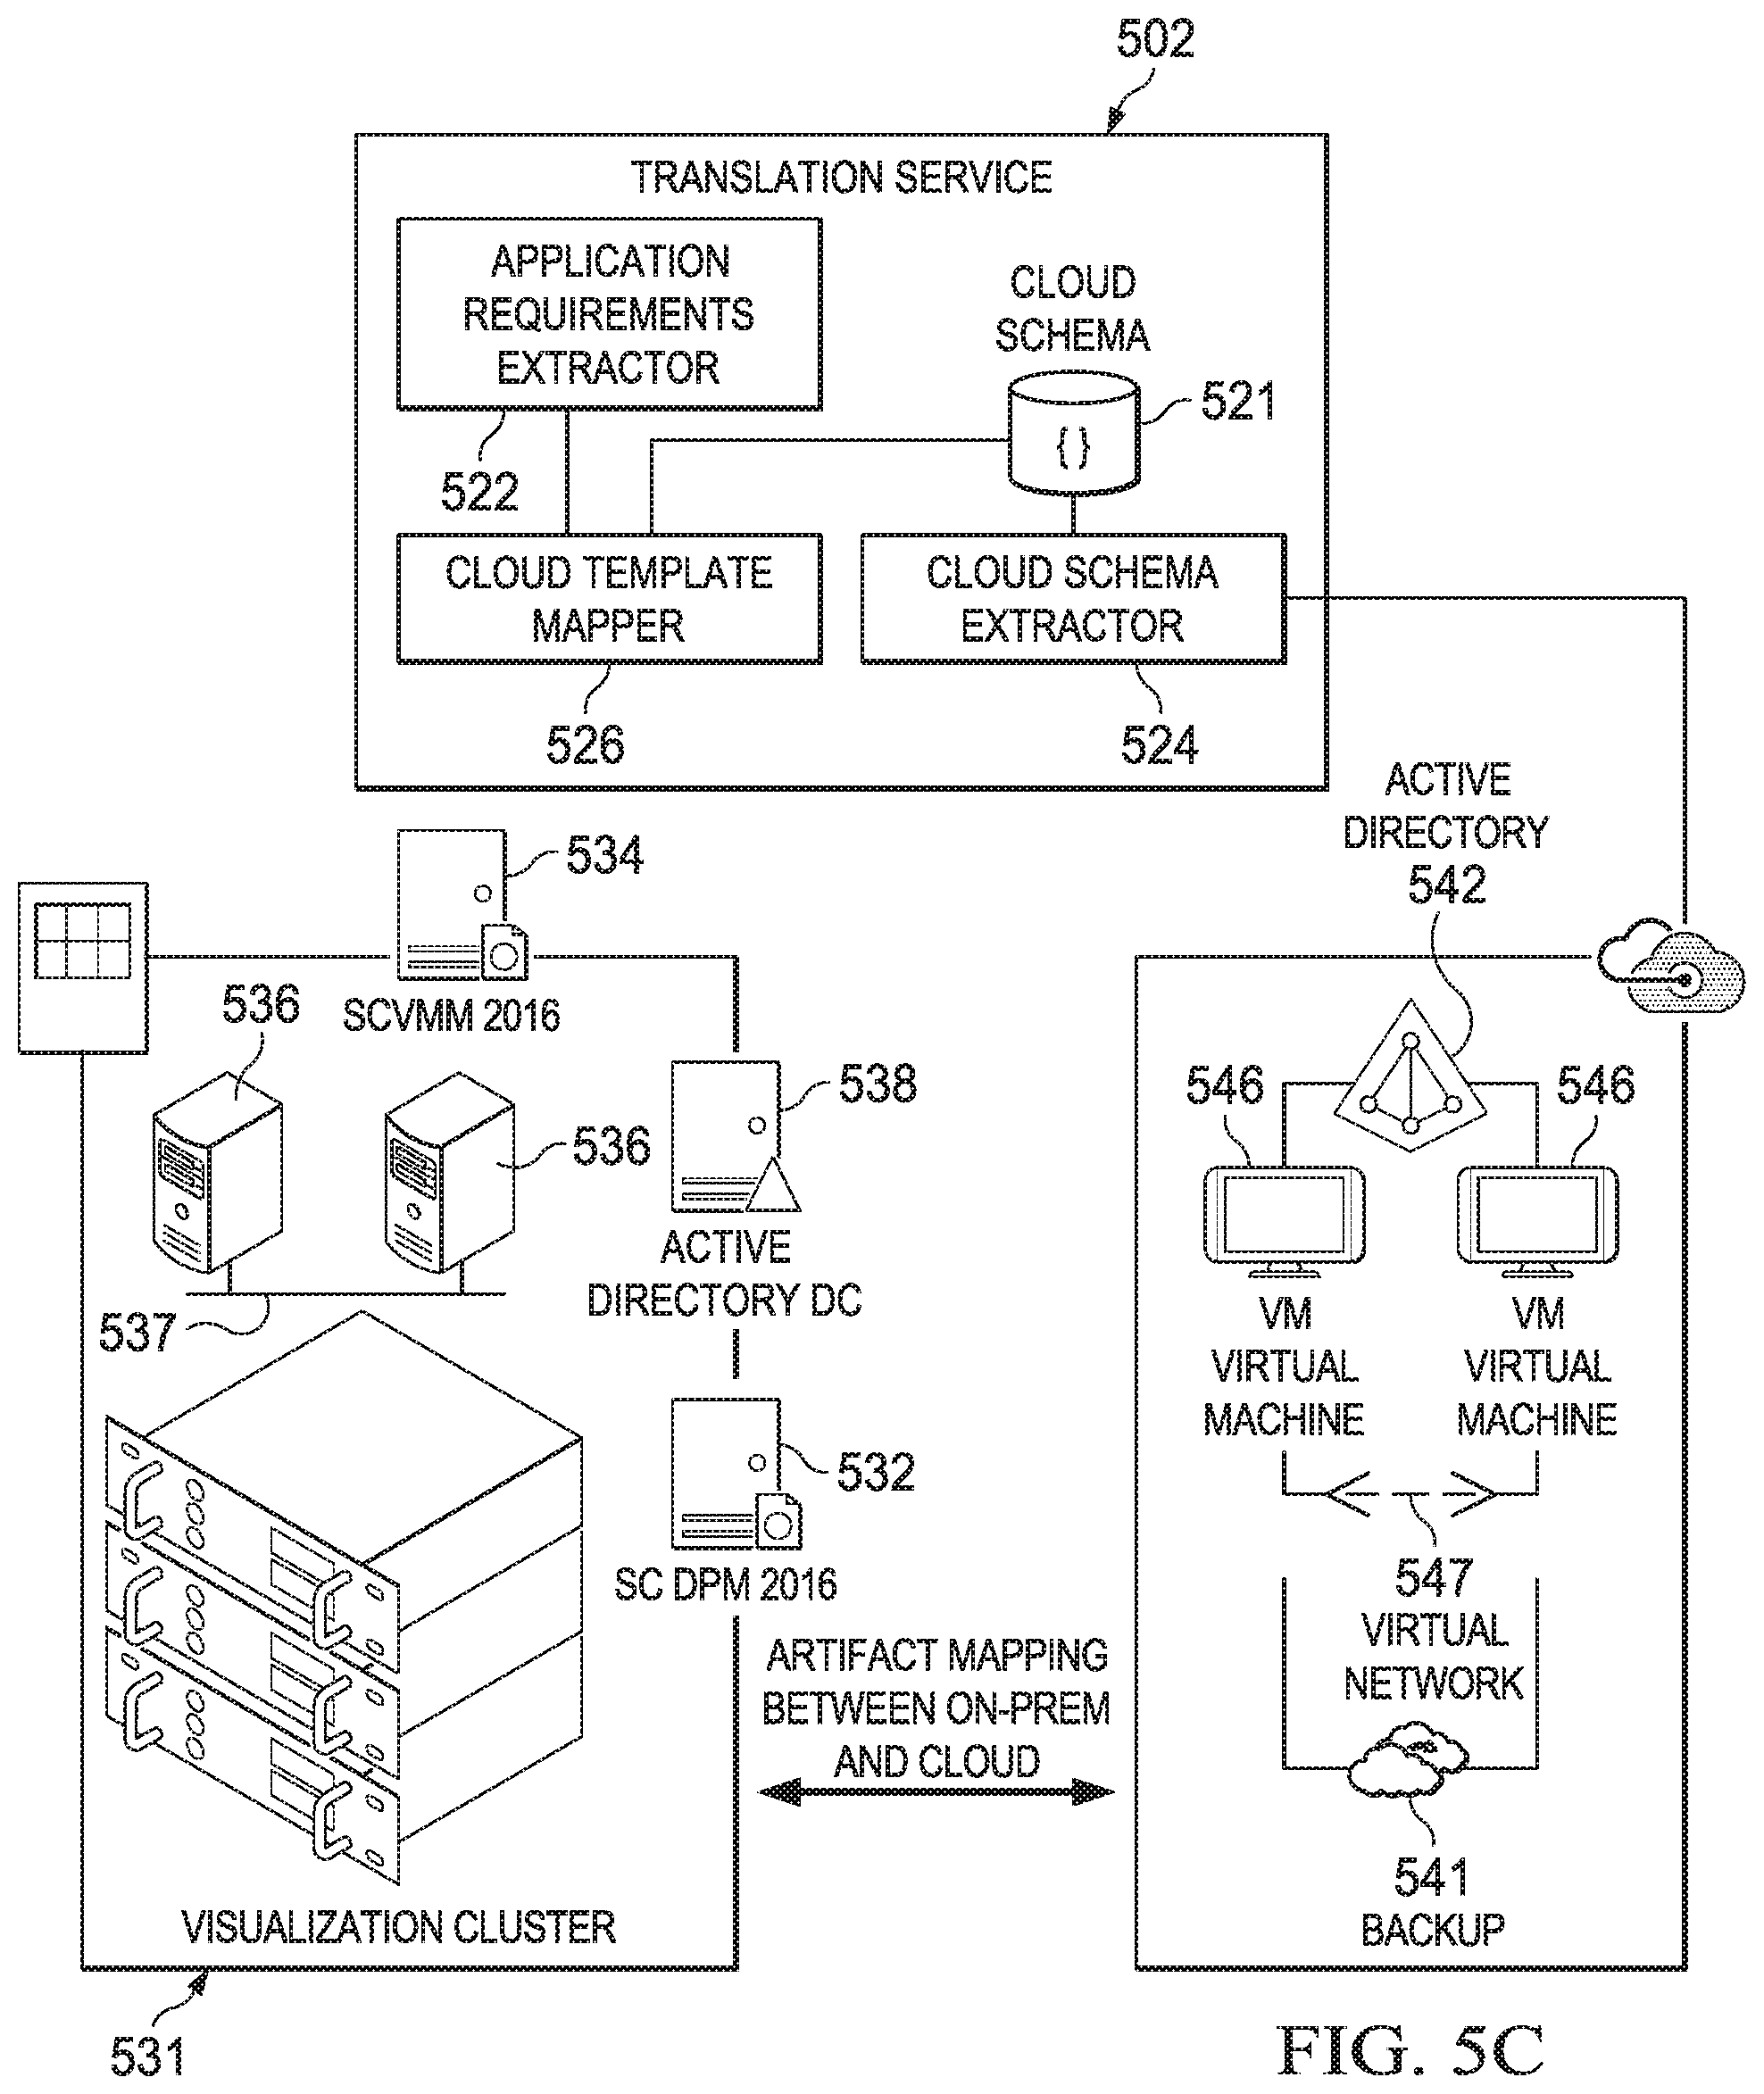 502
TRANSLATION SERVICE
APPLICATION
REQUIREMENTS
EXTRACTOR
CLOUD
SCHEMA
{ }
521
522
CLOUD TEMPLATE
MAPPER
CLOUD SCHEMA
EXTRACTOR
526
524
534
SCVMM 2016
536
536
537
538
ACTIVE
DIRECTORY DC
532
SC DPM 2016
VISUALIZATION CLUSTER
531
ARTIFACT MAPPING
BETWEEN ON-PREM
AND CLOUD
ACTIVE
DIRECTORY
542
546
546
VM
VIRTUAL
MACHINE
VM
VIRTUAL
MACHINE
547
VIRTUAL
NETWORK
541
BACKUP
FIG. 5C